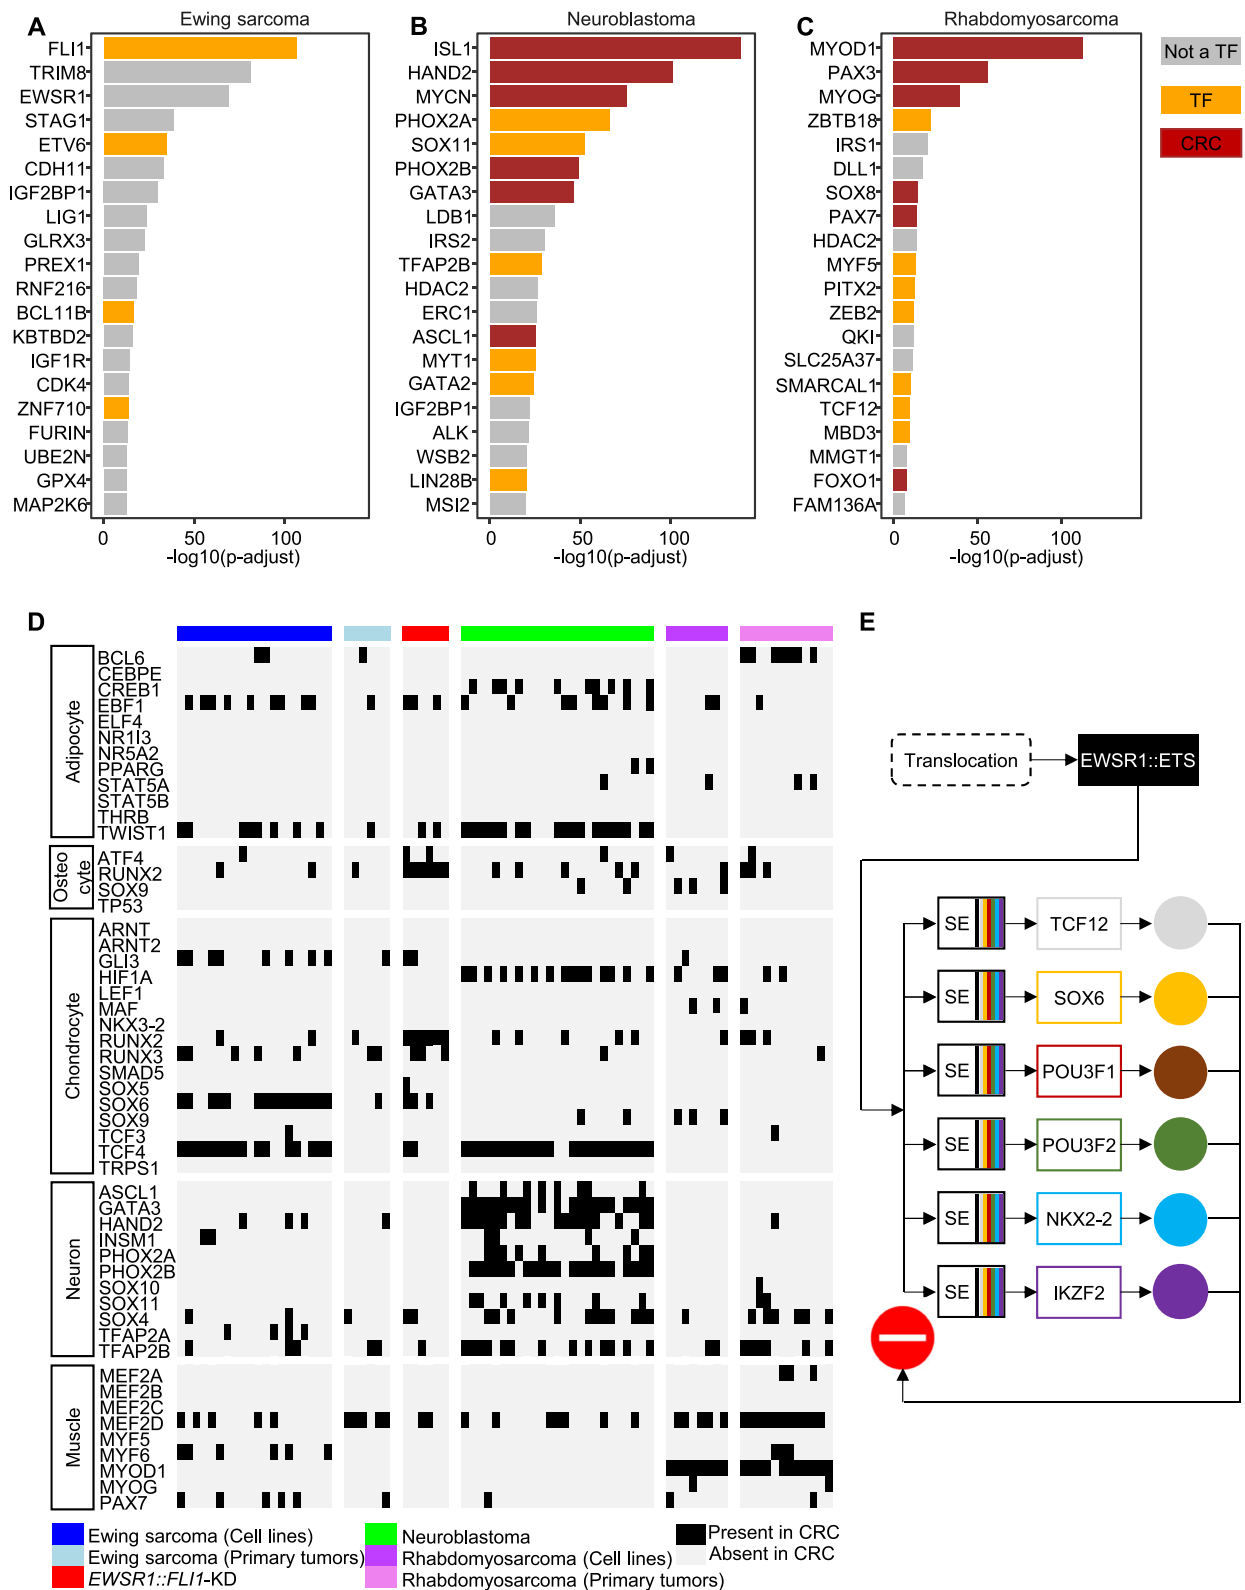 A
Ewing sarcoma
FLI1
TRIM8
EWSR1
STAG1
ETV6
CDH11
IGF2BP1
LIG1
GLRX3
PREX1
RNF216
BCL11B
KBTBD2
IGF1R
CDK4
ZNF710
FURIN
UBE2N
GPX4
MAP2K6
0 50 100
-log10(p-adjust)
B
Neuroblastoma
ISL1
HAND2
MYCN
PHOX2A
SOX11
PHOX2B
GATA3
LDB1
IRS2
TFAP2B
HDAC2
ERC1
ASCL1
MYT1
GATA2
IGF2BP1
ALK
WSB2
LIN28B
MSI2
0 50 100
-log10(p-adjust)
C
Rhabdomyosarcoma
MYOD1
PAX3
MYOG
ZBTB18
IRS1
DLL1
SOX8
PAX7
HDAC2
MYF5
PITX2
ZEB2
QKI
SLC25A37
SMARCAL1
TCF12
MBD3
MMGT1
FOXO1
FAM136A
0 50 100
-log10(p-adjust)
Not a TF
TF
CRC
D
Adipocyte
BCL6
CEBPE
CREB1
EBF1
ELF4
NR1I3
NR5A2
PPARG
STAT5A
STAT5B
THRB
TWIST1
Osteo
cyte
ATF4
RUNX2
SOX9
TP53
Chondrocyte
ARNT
ARNT2
GLI3
HIF1A
LEF1
MAF
NKX3-2
RUNX2
RUNX3
SMAD5
SOX5
SOX6
SOX9
TCF3
TCF4
TRPS1
Neuron
ASCL1
GATA3
HAND2
INSM1
PHOX2A
PHOX2B
SOX10
SOX11
SOX4
TFAP2A
TFAP2B
Muscle
MEF2A
MEF2B
MEF2C
MEF2D
MYF5
MYF6
MYOD1
MYOG
PAX7
Ewing sarcoma (Cell lines)
Ewing sarcoma (Primary tumors)
EWSR1::FLI1-KD
Neuroblastoma
Rhabdomyosarcoma (Cell lines)
Rhabdomyosarcoma (Primary tumors)
Present in CRC
Absent in CRC
E
Translocation
EWSR1::ETS
SE TCF12
SE SOX6
SE POU3F1
SE POU3F2
SE NKX2-2
SE IKZF2